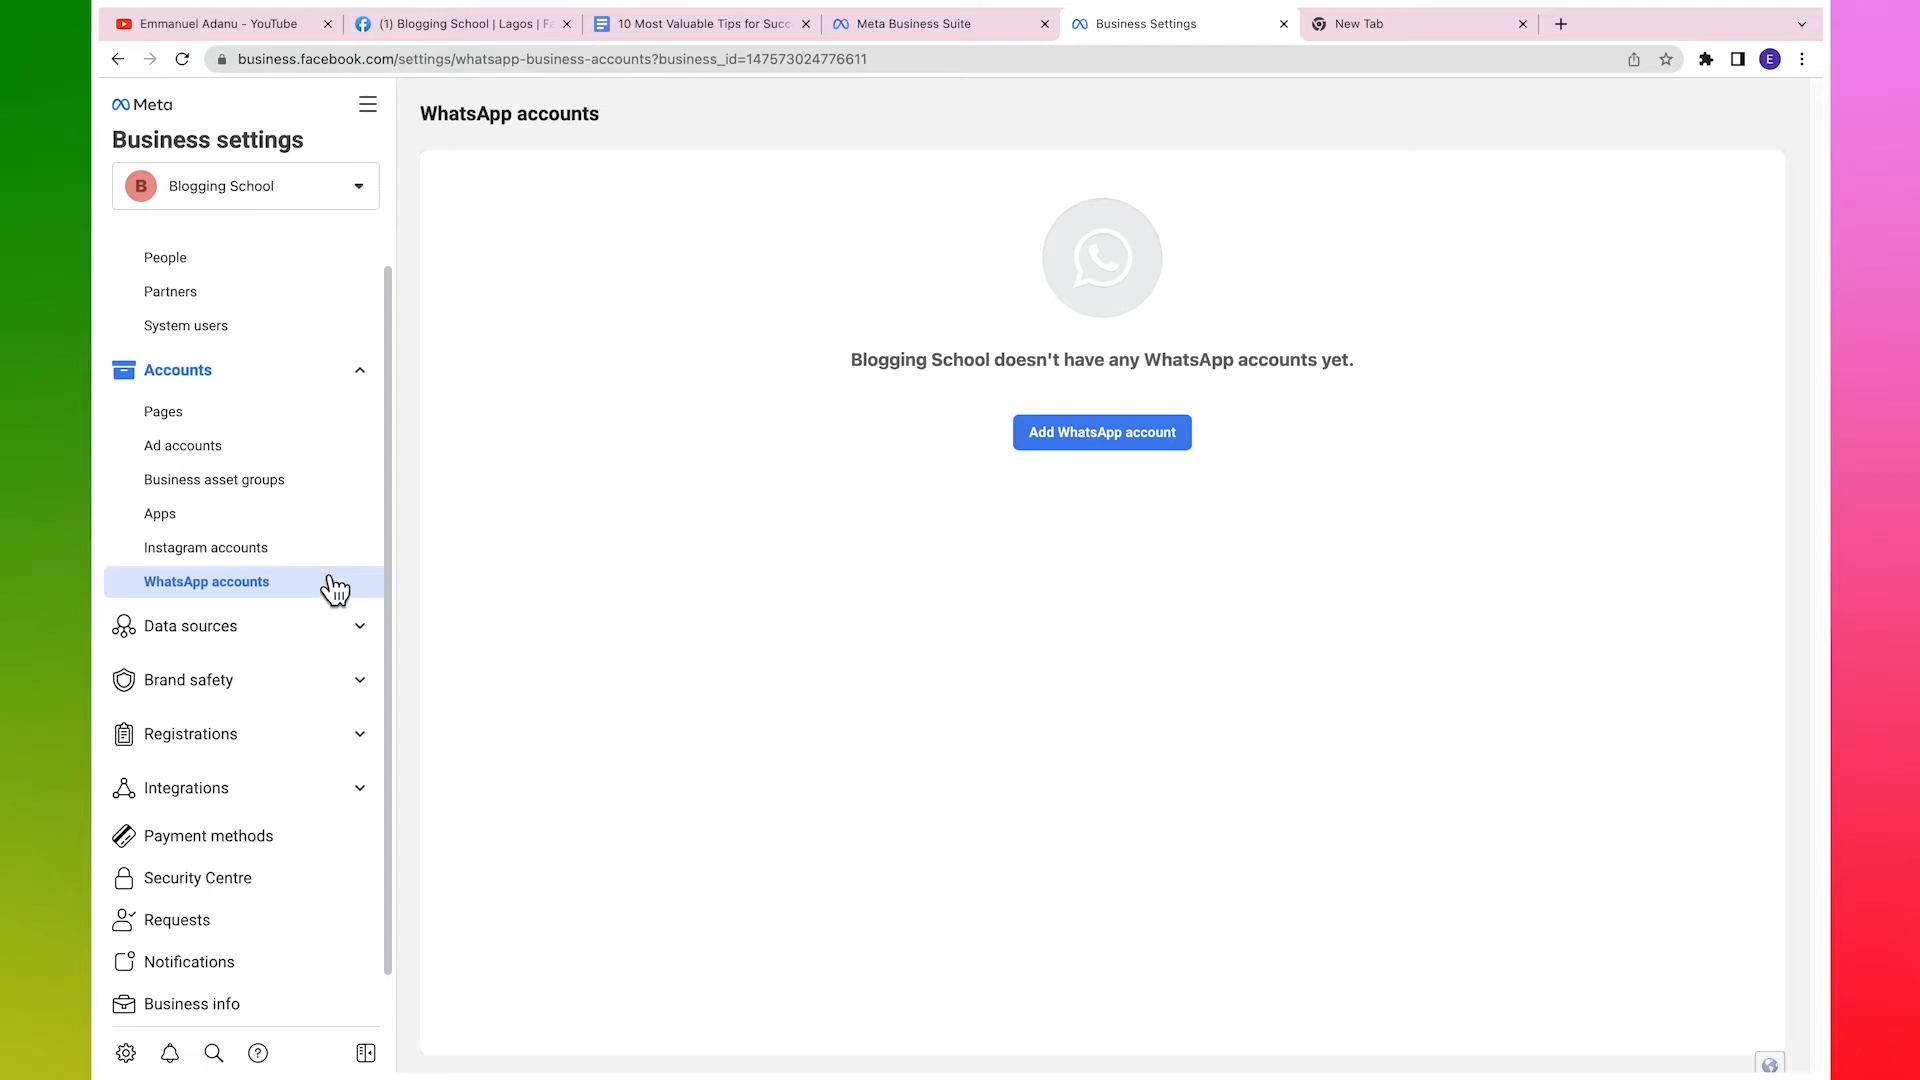 Emmanuel Adanu - YouTube
(1) Blogging School | Lagos | Fa
10 Most Valuable Tips for Succ
Meta Business Suite
Business Settings
New Tab
business.facebook.com/settings/whatsapp-business-accounts?business_id=147573024776611
E
Meta
Business settings
B Blogging School
People
Partners
System users
Accounts
Pages
Ad accounts
Business asset groups
Apps
Instagram accounts
WhatsApp accounts
Data sources
Brand safety
Registrations
Integrations
Payment methods
Security Centre
Requests
Notifications
Business info
WhatsApp accounts
Blogging School doesn't have any WhatsApp accounts yet.
Add WhatsApp account